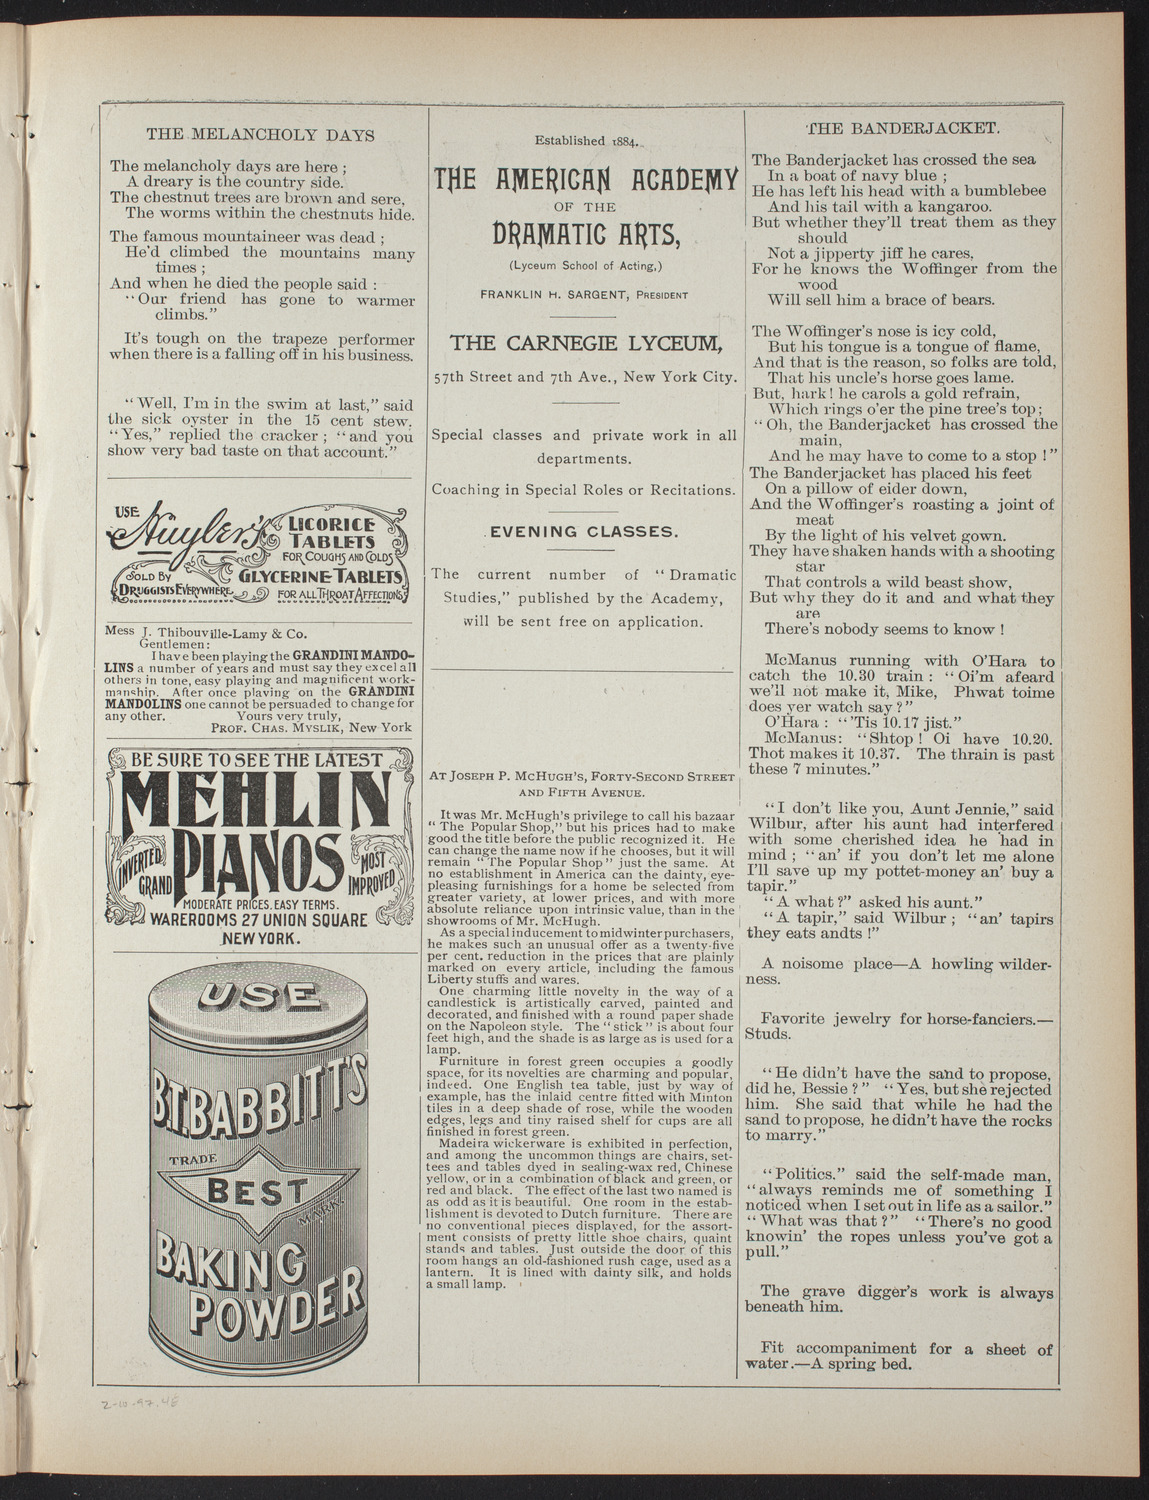 THE MELANCHOLY DAYS
The melancholy days are here ;
A dreary is the country side.
The chestnut trees are brown and sere,
The worms within the chestnuts hide.
The famous mountaineer was dead ;
He'd climbed the mountains many
times ;
And when he died the people said :
"Our friend has gone to warmer
climbs."
It's tough on the trapeze performer
when there is a falling off in his business.
"Well, I'm in the swim at last," said
the sick oyster in the 15 cent stew.
"Yes," replied the cracker ; "and you
show very bad taste on that account."
USE
Huyler's
LICORICE
TABLETS
FOR COUGHS AND COLDS
SOLD BY
DRUGGISTS EVERYWHERE.
GLYCERINE TABLETS
FOR ALL THROAT AFFECTIONS
Mess J. Thibouville-Lamy & Co.
Gentlemen:
I have been playing the GRANDINI MANDO-
LINS a number of years and must say they excel all
others in tone, easy playing and magnificent work-
manship. After once playing on the GRANDINI
MANDOLINS one cannot be persuaded to change for
any other. Yours very truly,
PROF. CHAS. MYSLIK, New York
BE SURE TO SEE THE LATEST
MEHLIN
PIANOS
INVERTED
GRAND
MOST
IMPROVED
MODERATE PRICES. EASY TERMS.
WAREROOMS 27 UNION SQUARE
NEW YORK.
USE
B.T. BABBITT'S
TRADE
BEST
MARK
BAKING
POWDER
Established 1884.
THE AMERICAN ACADEMY
OF THE
DRAMATIC ARTS,
(Lyceum School of Acting,)
FRANKLIN H. SARGENT, PRESIDENT
THE CARNEGIE LYCEUM,
57th Street and 7th Ave., New York City.
Special classes and private work in all
departments.
Coaching in Special Roles or Recitations.
EVENING CLASSES.
The current number of "Dramatic
Studies," published by the Academy,
will be sent free on application.
AT JOSEPH P. MCHUGH'S, FORTY-SECOND STREET
AND FIFTH AVENUE.
It was Mr. McHugh's privilege to call his bazaar
"The Popular Shop," but his prices had to make
good the title before the public recognized it. He
can change the name now if he chooses, but it will
remain "The Popular Shop" just the same. At
no establishment in America can the dainty, eye-
pleasing furnishings for a home be selected from
greater variety, at lower prices, and with more
absolute reliance upon intrinsic value, than in the
showrooms of Mr. McHugh.
As a special inducement to midwinter purchasers,
he makes such an unusual offer as a twenty-five
per cent. reduction in the prices that are plainly
marked on every article, including the famous
Liberty stuffs and wares.
One charming little novelty in the way of a
candlestick is artistically carved, painted and
decorated, and finished with a round paper shade
on the Napoleon style. The "stick" is about four
feet high, and the shade is as large as is used for a
lamp.
Furniture in forest green occupies a goodly
space, for its novelties are charming and popular,
indeed. One English tea table, just by way of
example, has the inlaid centre fitted with Minton
tiles in a deep shade of rose, while the wooden
edges, legs and tiny raised shelf for cups are all
finished in forest green.
Madeira wickerware is exhibited in perfection,
and among the uncommon things are chairs, set-
tees and tables dyed in sealing-wax red, Chinese
yellow, or in a combination of black and green, or
red and black. The effect of the last two named is
as odd as it is beautiful. One room in the estab-
lishment is devoted to Dutch furniture. There are
no conventional pieces displayed, for the assort-
ment consists of pretty little shoe chairs, quaint
stands and tables. Just outside the door of this
room hangs an old-fashioned rush cage, used as a
lantern. It is lined with dainty silk, and holds
a small lamp.
THE BANDERJACKET.
The Banderjacket has crossed the sea
In a boat of navy blue ;
He has left his head with a bumblebee
And his tail with a kangaroo.
But whether they'll treat them as they
should
Not a jipperty jiff he cares,
For he knows the Woffinger from the
wood
Will sell him a brace of bears.
The Woffinger's nose is icy cold,
But his tongue is a tongue of flame,
And that is the reason, so folks are told,
That his uncle's horse goes lame.
But, hark! he carols a gold refrain,
Which rings o'er the pine tree's top;
"Oh, the Banderjacket has crossed the
main,
And he may have to come to a stop !"
The Banderjacket has placed his feet
On a pillow of eider down,
And the Woffinger's roasting a joint of
meat
By the light of his velvet gown.
They have shaken hands with a shooting
star
That controls a wild beast show,
But why they do it and and what they
are
There's nobody seems to know !
McManus running with O'Hara to
catch the 10.30 train : "Oi'm afeard
we'll not make it, Mike, Phwat toime
does yer watch say ?"
O'Hara : "'Tis 10.17 jist."
McManus: "Shtop ! Oi have 10.20.
Thot makes it 10.37. The thrain is past
these 7 minutes."
"I don't like you, Aunt Jennie," said
Wilbur, after his aunt had interfered
with some cherished idea he had in
mind ; "an' if you don't let me alone
I'll save up my pottet-money an' buy a
tapir."
"A what ?" asked his aunt."
"A tapir," said Wilbur ; "an' tapirs
they eats andts !"
A noisome place—A howling wilder-
ness.
Favorite jewelry for horse-fanciers.—
Studs.
"He didn't have the sand to propose,
did he, Bessie ?" "Yes, but she rejected
him. She said that while he had the
sand to propose, he didn't have the rocks
to marry."
"Politics." said the self-made man,
"always reminds me of something I
noticed when I set out in life as a sailor."
"What was that ?" "There's no good
knowin' the ropes unless you've got a
pull."
The grave digger's work is always
beneath him.
Fit accompaniment for a sheet of
water.—A spring bed.
2-10-97.48